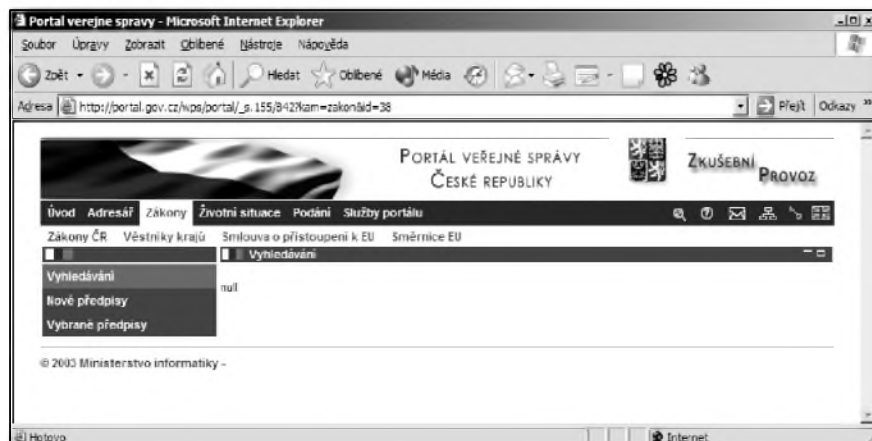 Portal verejne spravy - Microsoft Internet Explorer
Soubor Úpravy Zobrazit Oblíbené Nástroje Nápověda
Zpět Hledat Oblíbené Média
Adresa http://portal.gov.cz/wps/portal/_s.155/842?kam=zakon&id=38 Přejít Odkazy »
PORTÁL VEŘEJNÉ SPRÁVY
ČESKÉ REPUBLIKY
ZKUŠEBNÍ
PROVOZ
Úvod Adresář Zákony Životní situace Podání Služby portálu
Zákony ČR Věstníky krajů Smlouva o přistoupení k EU Směrnice EU
Vyhledávání
Vyhledávání
null
Nové předpisy
Vybrané předpisy
© 2003 Ministerstvo informatiky -
Hotovo Internet